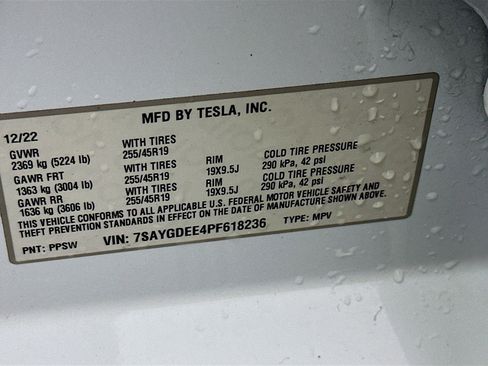 MFD BY TESLA, INC.
12/22
GVWR WITH TIRES RIM COLD TIRE PRESSURE
2369 kg (5224 lb) 255/45R19 19X9.5J 290 kPa, 42 psi
GAWR FRT WITH TIRES RIM COLD TIRE PRESSURE
1363 kg (3004 lb) 255/45R19 19X9.5J 290 kPa, 42 psi
GAWR RR
1636 kg (3606 lb)
THIS VEHICLE CONFORMS TO ALL APPLICABLE U.S. FEDERAL MOTOR VEHICLE SAFETY AND
THEFT PREVENTION STANDARDS IN EFFECT ON THE DATE OF MANUFACTURE SHOWN ABOVE.
PNT: PPSW VIN: 7SAYGDEE4PF618236 TYPE: MPV